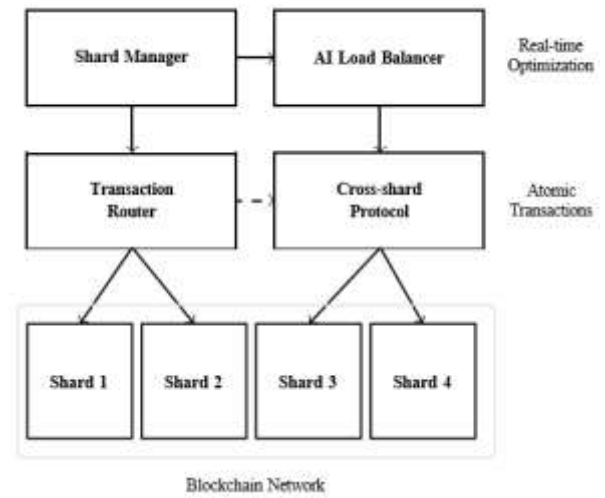 Shard Manager
AI Load Balancer
Real-time
Optimization
Transaction
Router
Cross-shard
Protocol
Atomic
Transactions
Shard 1
Shard 2
Shard 3
Shard 4
Blockchain Network